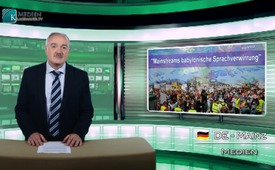 K
MEDIEN
"Mainstreams babylonische Sprachverwirrung"
DE - MAINZ
MEDIEN